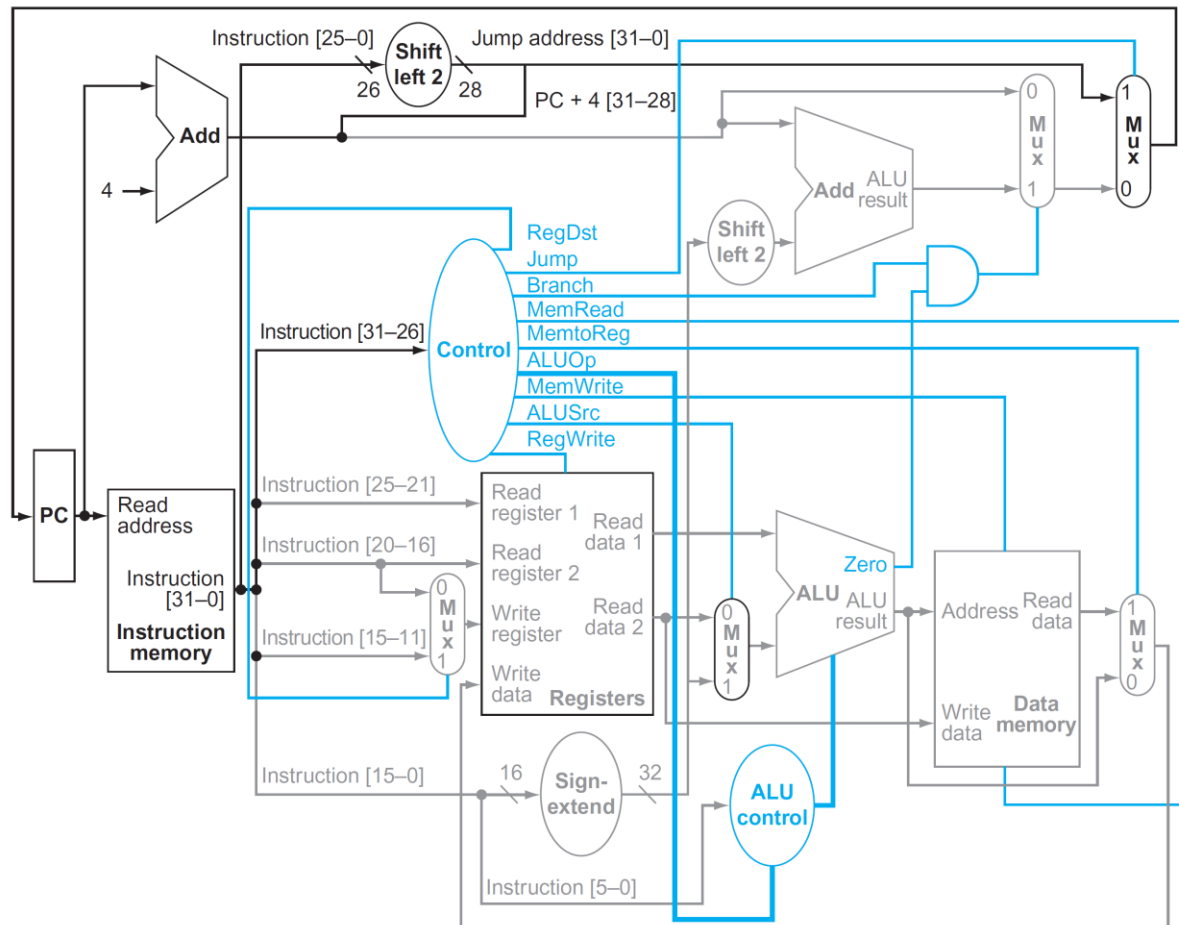 Instruction [25–0]
Shift
left 2
Jump address [31–0]
26
28
PC + 4 [31–28]
Add
4
0
M
u
x
1
1
M
u
x
0
Add
ALU
result
Shift
left 2
RegDst
Jump
Branch
MemRead
MemtoReg
ALUOp
MemWrite
ALUSrc
RegWrite
Instruction [31–26]
Control
PC
Read
address
Instruction
[31–0]
Instruction
memory
Instruction [25–21]
Instruction [20–16]
Instruction [15–11]
0
M
u
x
1
Read
register 1
Read
register 2
Write
register
Write
data
Read
data 1
Read
data 2
Registers
0
M
u
x
1
Zero
ALU
ALU
result
Address
Read
data
Write
data
Data
memory
1
M
u
x
0
Instruction [15–0]
16
Sign-
extend
32
ALU
control
Instruction [5–0]